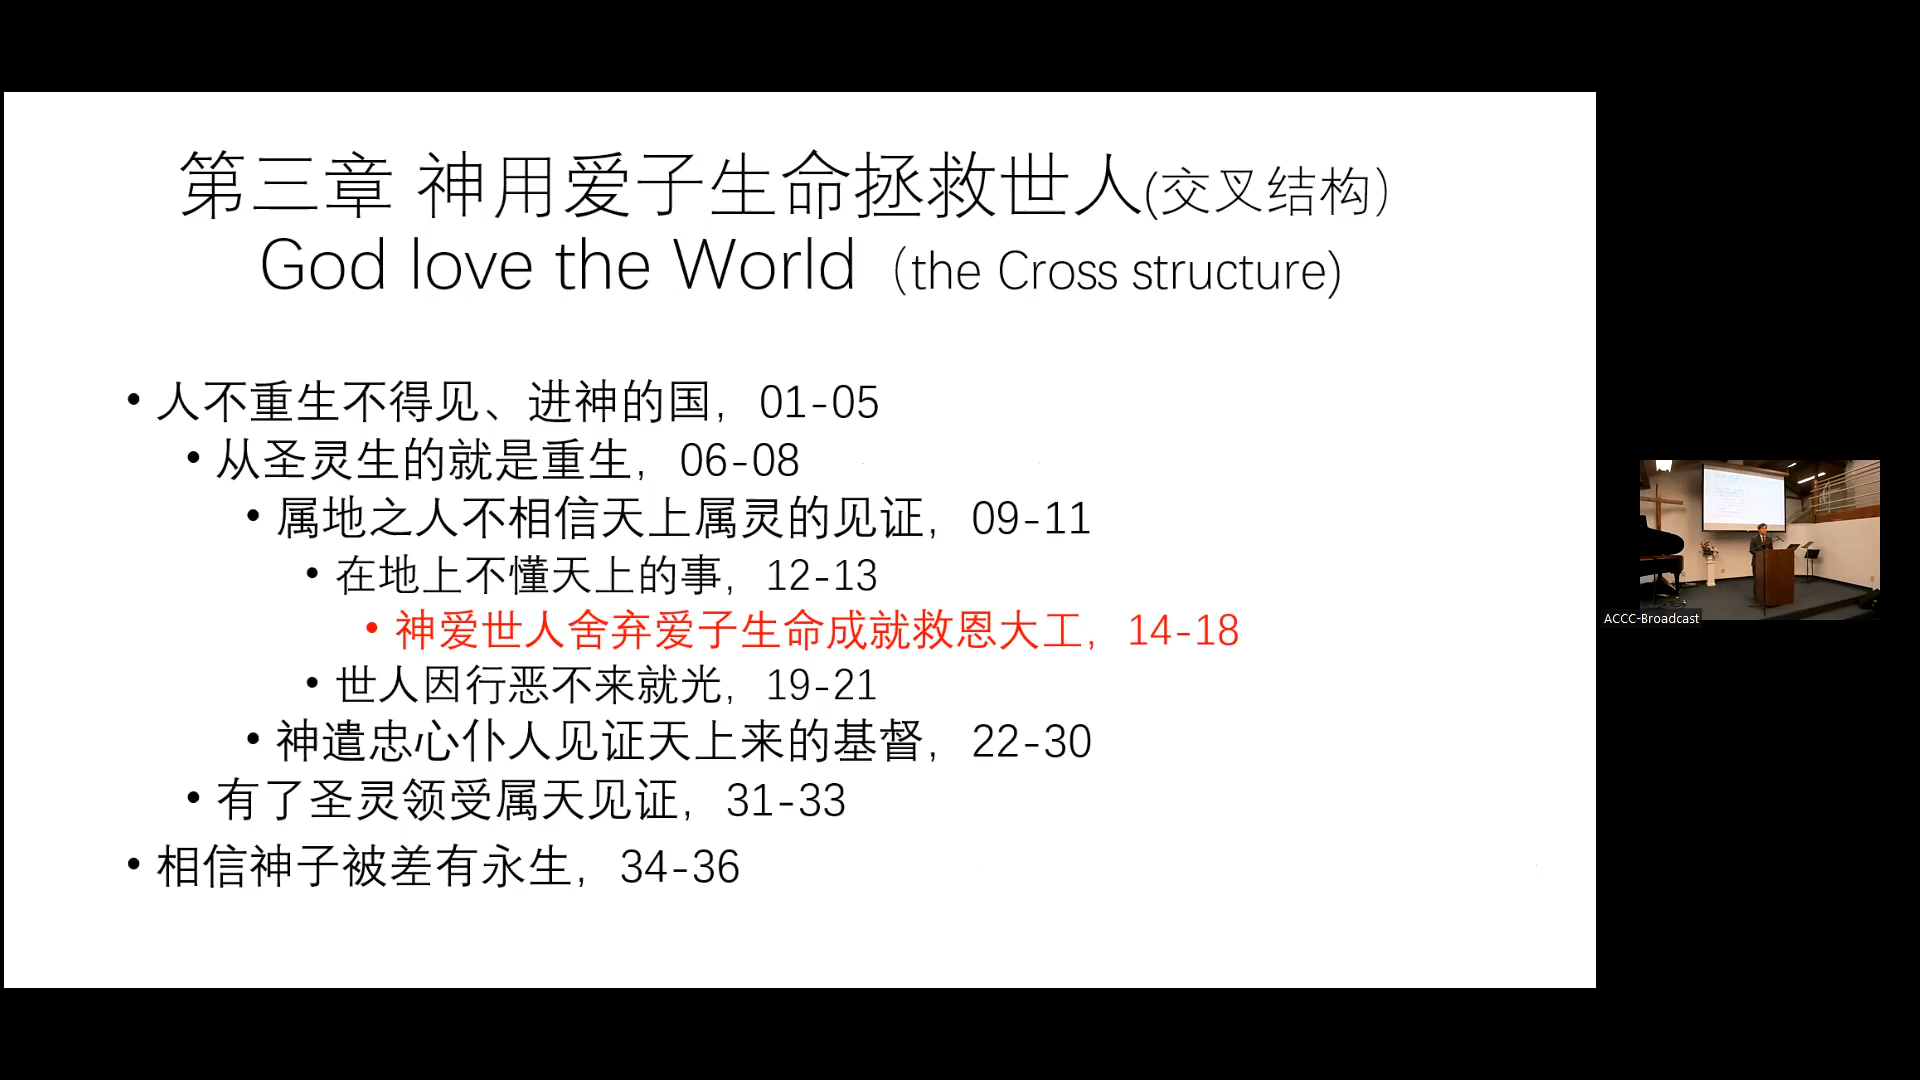 第三章 神用爱子生命拯救世人(交叉结构）
God love the World（the Cross structure)
• 人不重生不得见、进神的国，01-05
• 从圣灵生的就是重生，06-08
• 属地之人不相信天上属灵的见证，09-11
• 在地上不懂天上的事，12-13
• 神爱世人舍弃爱子生命成就救恩大工，14-18
• 世人因行恶不来就光，19-21
• 神遣忠心仆人见证天上来的基督，22-30
• 有了圣灵领受属天见证，31-33
• 相信神子被差有永生，34-36
ACCC-Broadcast